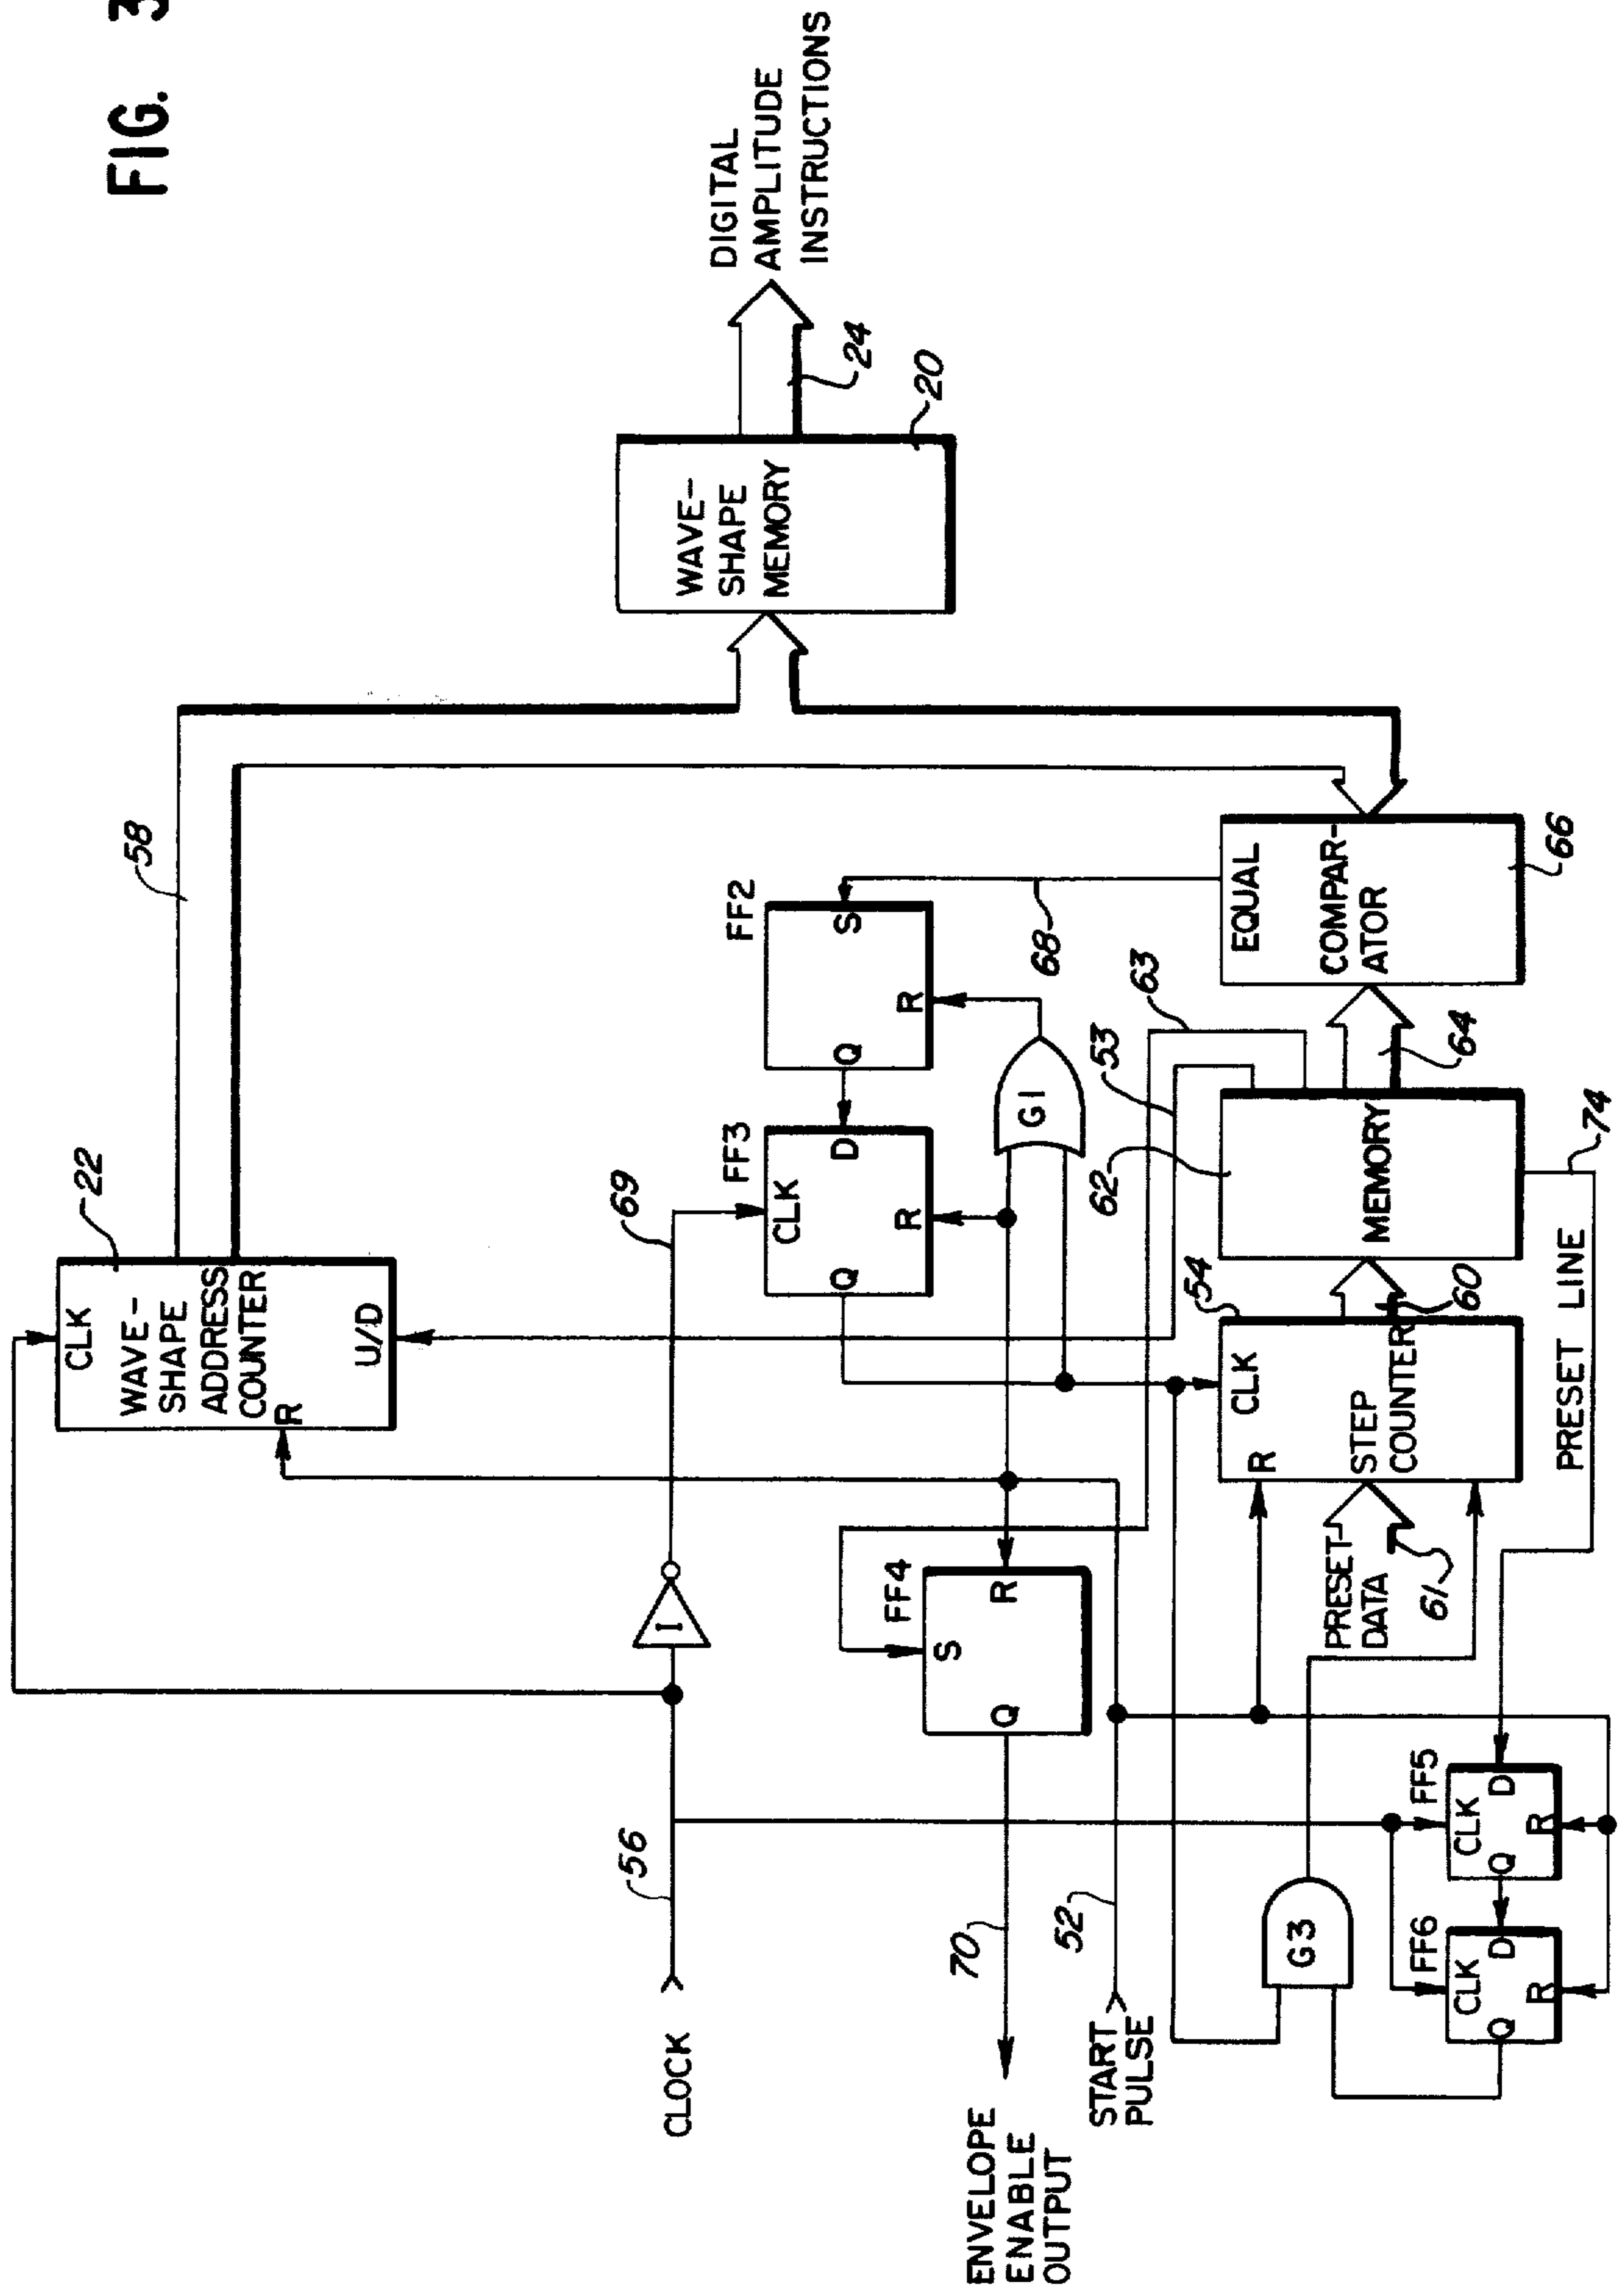 FIG. 3
CLK
WAVE-
SHAPE
ADDRESS
COUNTER
R
U/D
22
58
DIGITAL
AMPLITUDE
INSTRUCTIONS
24
WAVE-
SHAPE
MEMORY
20
CLOCK
56
I
69
FF3
CLK
D
Q
R
FF2
S
Q
R
68
G1
FF4
S
R
Q
70
ENVELOPE
ENABLE
OUTPUT
START
PULSE
52
54
CLK
R
STEP
COUNTER
60
PRESET
DATA
61
62
53
63
MEMORY
64
EQUAL
COMPAR-
ATOR
66
74
PRESET LINE
G3
FF6
CLK
D
Q
R
FF5
CLK
D
Q
R